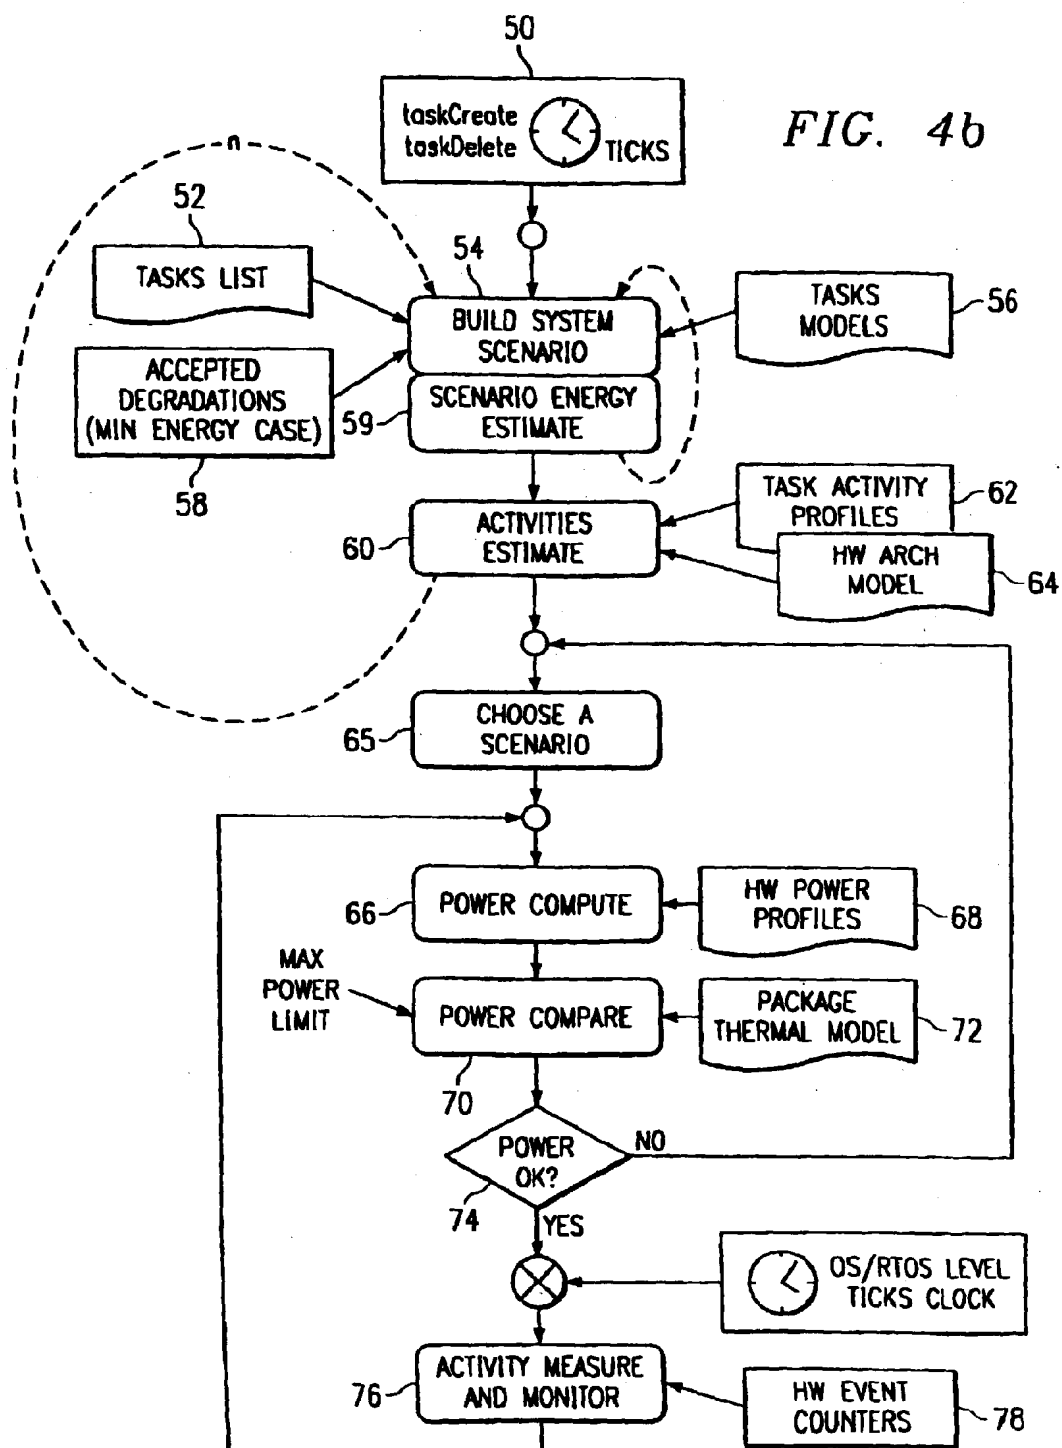 50
taskCreate
taskDelete
TICKS
FIG. 4b
n
52
TASKS LIST
54
BUILD SYSTEM
SCENARIO
TASKS
MODELS
56
ACCEPTED
DEGRADATIONS
(MIN ENERGY CASE)
58
59
SCENARIO ENERGY
ESTIMATE
60
ACTIVITIES
ESTIMATE
TASK ACTIVITY
PROFILES
62
HW ARCH
MODEL
64
65
CHOOSE A
SCENARIO
66
POWER COMPUTE
HW POWER
PROFILES
68
MAX
POWER
LIMIT
POWER COMPARE
70
PACKAGE
THERMAL MODEL
72
POWER
OK?
NO
74
YES
OS/RTOS LEVEL
TICKS CLOCK
76
ACTIVITY MEASURE
AND MONITOR
HW EVENT
COUNTERS
78